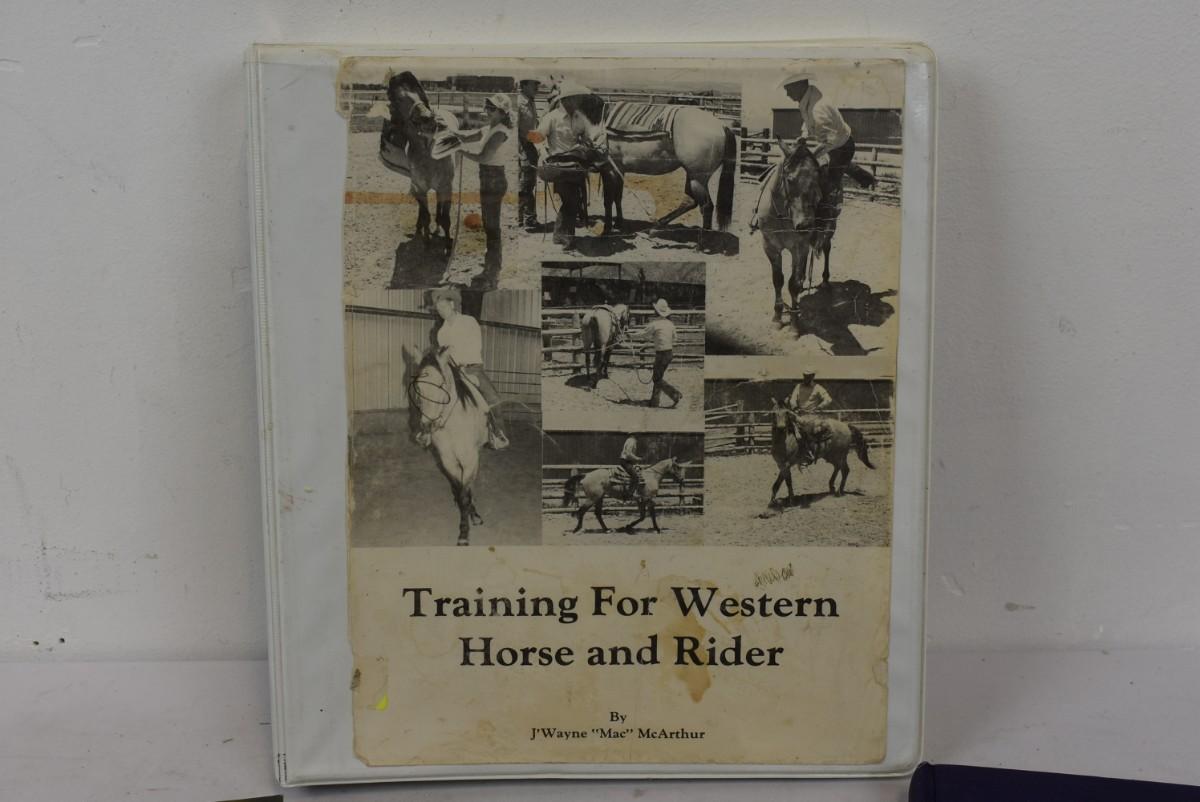 Training For Western
Horse and Rider
By
J'Wayne "Mac" McArthur